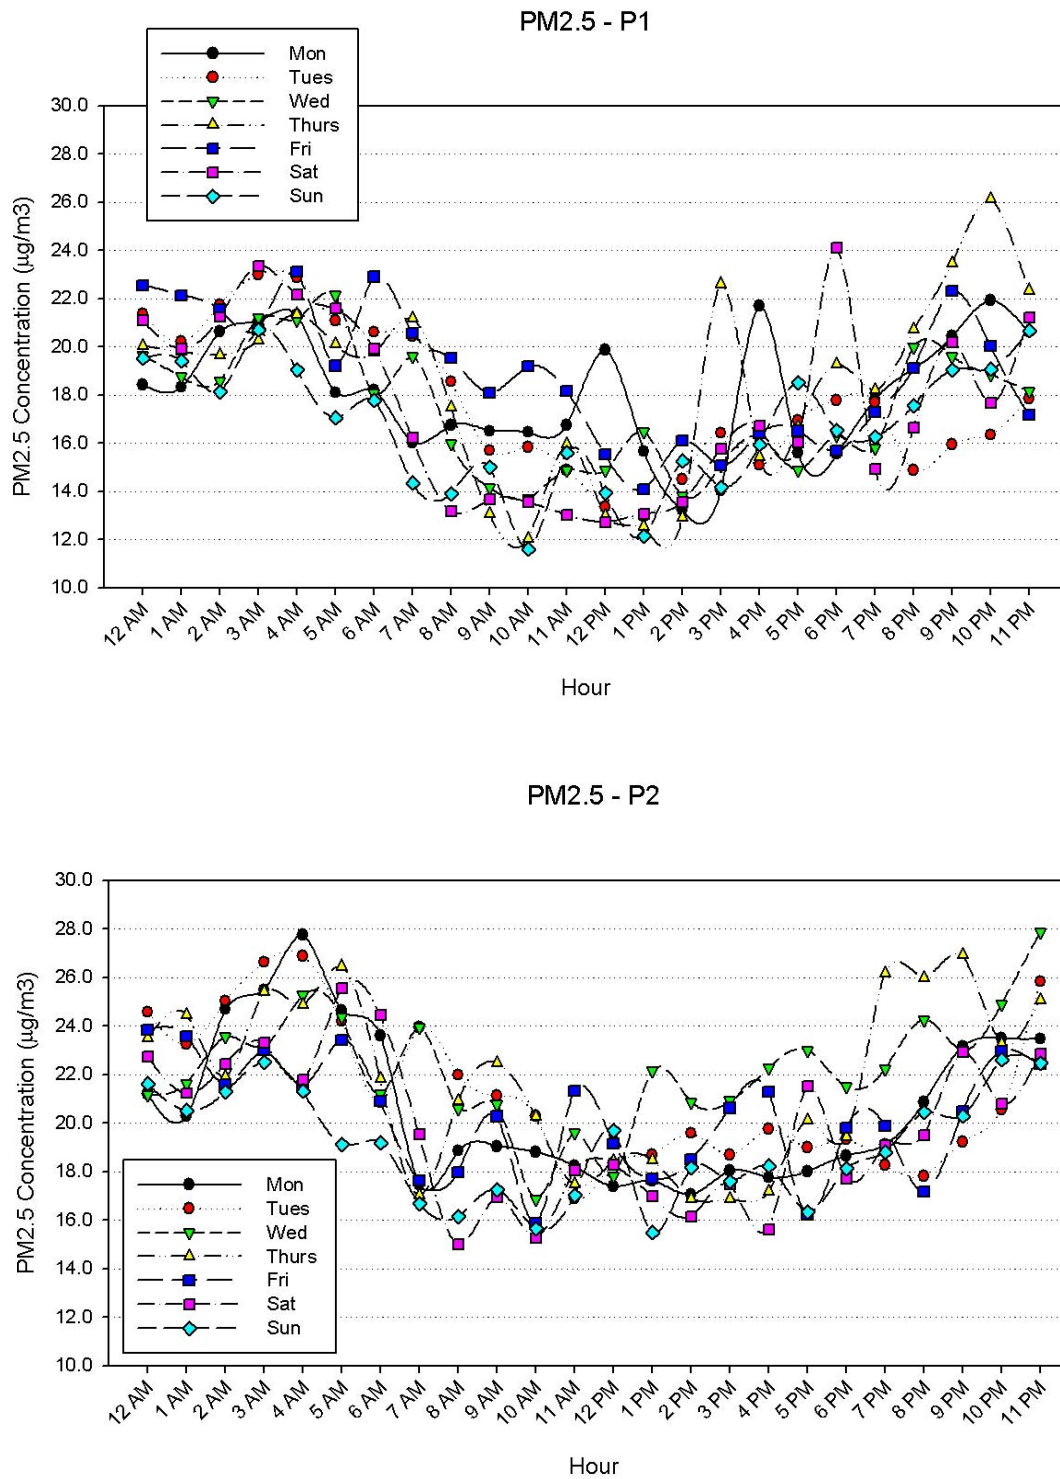 PM2.5 - P1
Mon
Tues
Wed
Thurs
Fri
Sat
Sun
PM2.5 Concentration (µg/m3)
30.0
28.0
26.0
24.0
22.0
20.0
18.0
16.0
14.0
12.0
10.0
12 AM
1 AM
2 AM
3 AM
4 AM
5 AM
6 AM
7 AM
8 AM
9 AM
10 AM
11 AM
12 PM
1 PM
2 PM
3 PM
4 PM
5 PM
6 PM
7 PM
8 PM
9 PM
10 PM
11 PM
Hour
PM2.5 - P2
PM2.5 Concentration (µg/m3)
30.0
28.0
26.0
24.0
22.0
20.0
18.0
16.0
14.0
12.0
10.0
Mon
Tues
Wed
Thurs
Fri
Sat
Sun
12 AM
1 AM
2 AM
3 AM
4 AM
5 AM
6 AM
7 AM
8 AM
9 AM
10 AM
11 AM
12 PM
1 PM
2 PM
3 PM
4 PM
5 PM
6 PM
7 PM
8 PM
9 PM
10 PM
11 PM
Hour